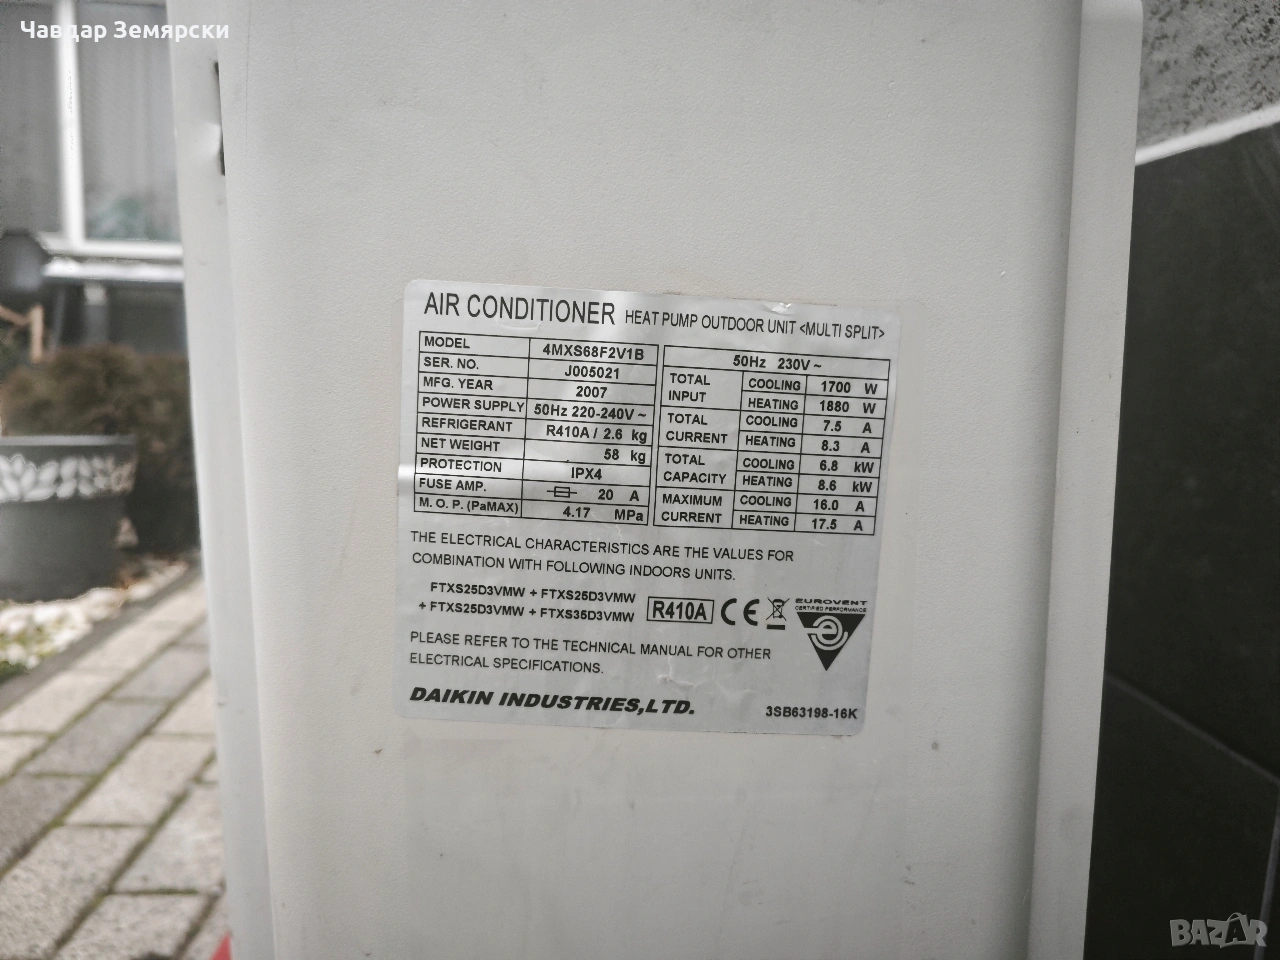 Чавдар Земярски
AIR CONDITIONER HEAT PUMP OUTDOOR UNIT <MULTI SPLIT>
MODEL 4MXS68F2V1B
SER. NO. J005021
MFG. YEAR 2007
POWER SUPPLY 50Hz 220-240V ~
REFRIGERANT R410A / 2.6 kg
NET WEIGHT 58 kg
PROTECTION IPX4
FUSE AMP. 20 A
M. O. P. (PaMAX) 4.17 MPa
50Hz 230V ~
TOTAL INPUT COOLING 1700 W
HEATING 1880 W
TOTAL CURRENT COOLING 7.5 A
HEATING 8.3 A
TOTAL CAPACITY COOLING 6.8 kW
HEATING 8.6 kW
MAXIMUM CURRENT COOLING 16.0 A
HEATING 17.5 A
THE ELECTRICAL CHARACTERISTICS ARE THE VALUES FOR
COMBINATION WITH FOLLOWING INDOORS UNITS.
FTXS25D3VMW + FTXS25D3VMW
+ FTXS25D3VMW + FTXS35D3VMW
R410A CE
EUROVENT
CERTIFIED PERFORMANCE
PLEASE REFER TO THE TECHNICAL MANUAL FOR OTHER
ELECTRICAL SPECIFICATIONS.
DAIKIN INDUSTRIES,LTD.
3SB63198-16K
BAZAR